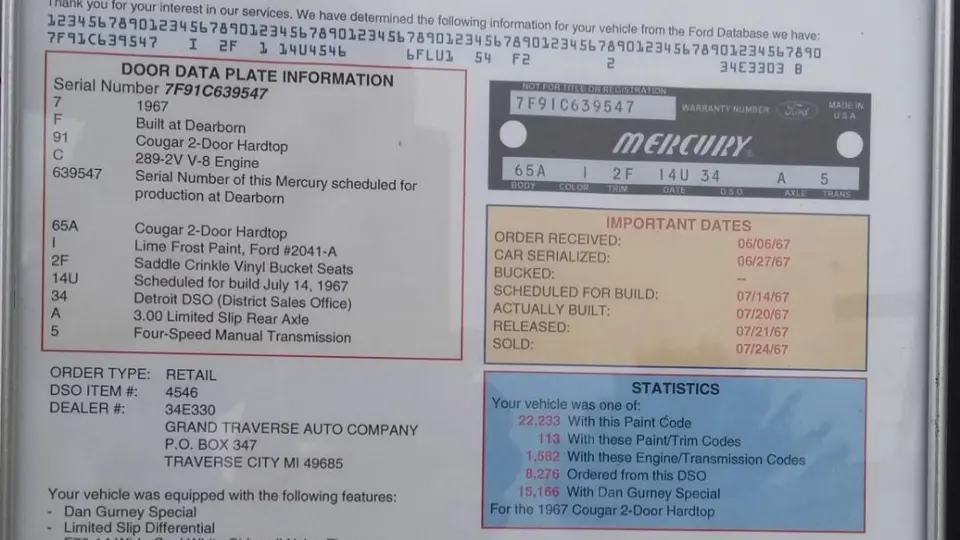 Thank you for your interest in our services. We have determined the following information for your vehicle from the Ford Database we have:
12345678901234567890123456789012345678901234567890123456789012345678901234567890
7F91C639547 I 2F 1 14U4546 6FLU1 54 F2 2 34E3303 B
DOOR DATA PLATE INFORMATION
Serial Number 7F91C639547
7 1967
F Built at Dearborn
91 Cougar 2-Door Hardtop
C 289-2V V-8 Engine
639547 Serial Number of this Mercury scheduled for
production at Dearborn
65A Cougar 2-Door Hardtop
I Lime Frost Paint, Ford #2041-A
2F Saddle Crinkle Vinyl Bucket Seats
14U Scheduled for build July 14, 1967
34 Detroit DSO (District Sales Office)
A 3.00 Limited Slip Rear Axle
5 Four-Speed Manual Transmission
NOT FOR TITLE OR REGISTRATION
7F91C639547 WARRANTY NUMBER Ford MADE IN
U.S.A
MERCURY
65A I 2F 14U 34 A 5
BODY COLOR TRIM DATE D.S.O AXLE TRANS
IMPORTANT DATES
ORDER RECEIVED: 06/06/67
CAR SERIALIZED: 06/27/67
BUCKED: --
SCHEDULED FOR BUILD: 07/14/67
ACTUALLY BUILT: 07/20/67
RELEASED: 07/21/67
SOLD: 07/24/67
ORDER TYPE: RETAIL
DSO ITEM #: 4546
DEALER #: 34E330
GRAND TRAVERSE AUTO COMPANY
P.O. BOX 347
TRAVERSE CITY MI 49685
STATISTICS
Your vehicle was one of:
22,233 With this Paint Code
113 With these Paint/Trim Codes
1,582 With these Engine/Transmission Codes
8,276 Ordered from this DSO
15,166 With Dan Gurney Special
For the 1967 Cougar 2-Door Hardtop
Your vehicle was equipped with the following features:
- Dan Gurney Special
- Limited Slip Differential